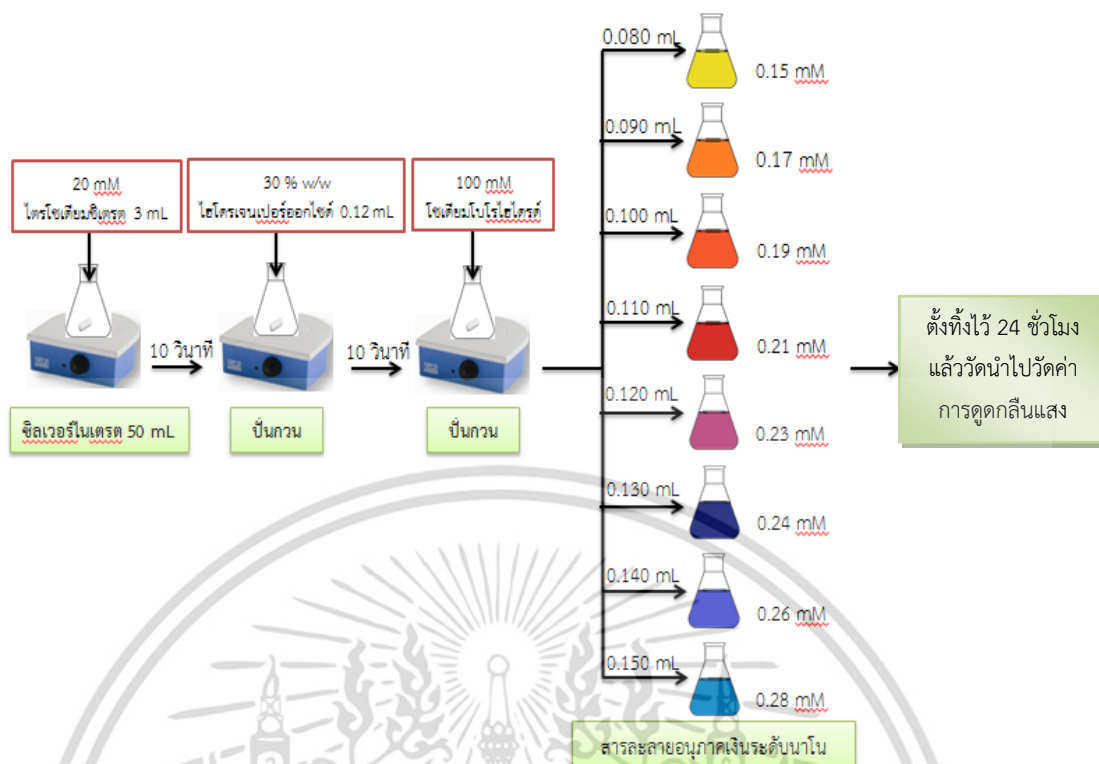 20 mM
ไตรโซเดียมซิเตรต 3 mL
30 % w/w
ไฮโดรเจนเปอร์ออกไซด์ 0.12 mL
100 mM
โซเดียมโบโรไฮไดรด์
10 วินาที
10 วินาที
ซิลเวอร์ไนเตรต 50 mL
ปั่นกวน
ปั่นกวน
0.080 mL
0.15 mM
0.090 mL
0.17 mM
0.100 mL
0.19 mM
0.110 mL
0.21 mM
0.120 mL
0.23 mM
0.130 mL
0.24 mM
0.140 mL
0.26 mM
0.150 mL
0.28 mM
สารละลายอนุภาคเงินระดับนาโน
ตั้งทิ้งไว้ 24 ชั่วโมง
แล้ววัดนำไปวัดค่า
การดูดกลืนแสง